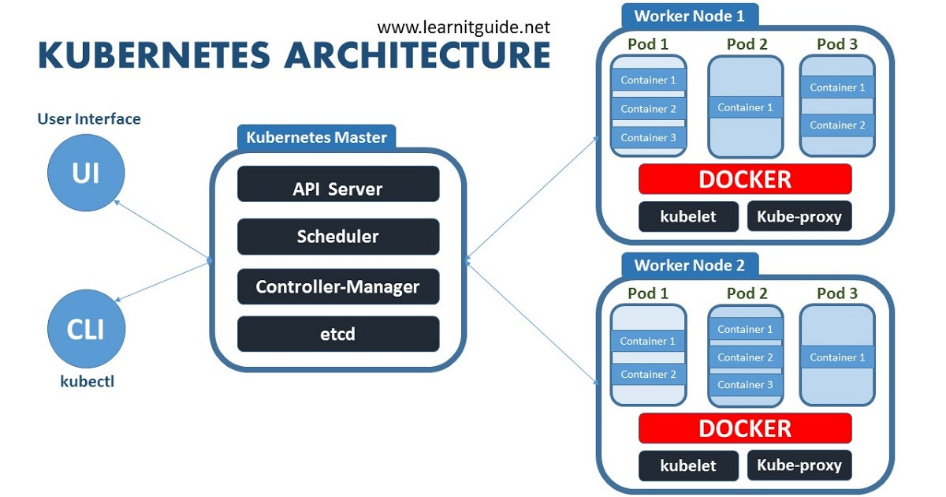 www.learnitguide.net
KUBERNETES ARCHITECTURE
User Interface
UI
CLI
kubectl
Kubernetes Master
API Server
Scheduler
Controller-Manager
etcd
Worker Node 1
Pod 1
Container 1
Container 2
Container 3
Pod 2
Container 1
Pod 3
Container 1
Container 2
DOCKER
kubelet
Kube-proxy
Worker Node 2
Pod 1
Container 1
Container 2
Pod 2
Container 1
Container 2
Container 3
Pod 3
Container 1
DOCKER
kubelet
Kube-proxy